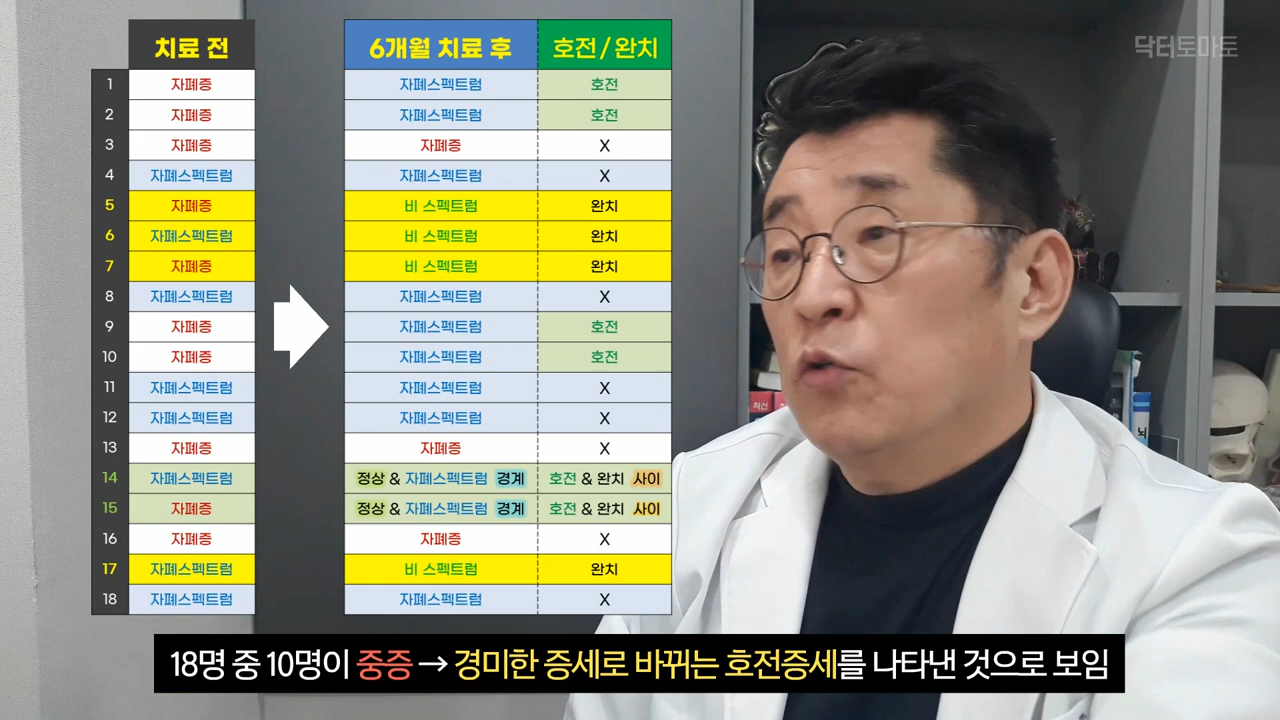 닥터토마토
치료 전 6개월 치료 후 호전 / 완치
1 자폐증 자폐스펙트럼 호전
2 자폐증 자폐스펙트럼 호전
3 자폐증 자폐증 X
4 자폐스펙트럼 자폐스펙트럼 X
5 자폐증 비 스펙트럼 완치
6 자폐스펙트럼 비 스펙트럼 완치
7 자폐증 비 스펙트럼 완치
8 자폐스펙트럼 자폐스펙트럼 X
9 자폐증 자폐스펙트럼 호전
10 자폐증 자폐스펙트럼 호전
11 자폐스펙트럼 자폐스펙트럼 X
12 자폐스펙트럼 자폐스펙트럼 X
13 자폐증 자폐증 X
14 자폐스펙트럼 정상 & 자폐스펙트럼 경계 호전 & 완치 사이
15 자폐증 정상 & 자폐스펙트럼 경계 호전 & 완치 사이
16 자폐증 자폐증 X
17 자폐스펙트럼 비 스펙트럼 완치
18 자폐스펙트럼 자폐스펙트럼 X
혁신
뇌
18명 중 10명이 중증 → 경미한 증세로 바뀌는 호전증세를 나타낸 것으로 보임